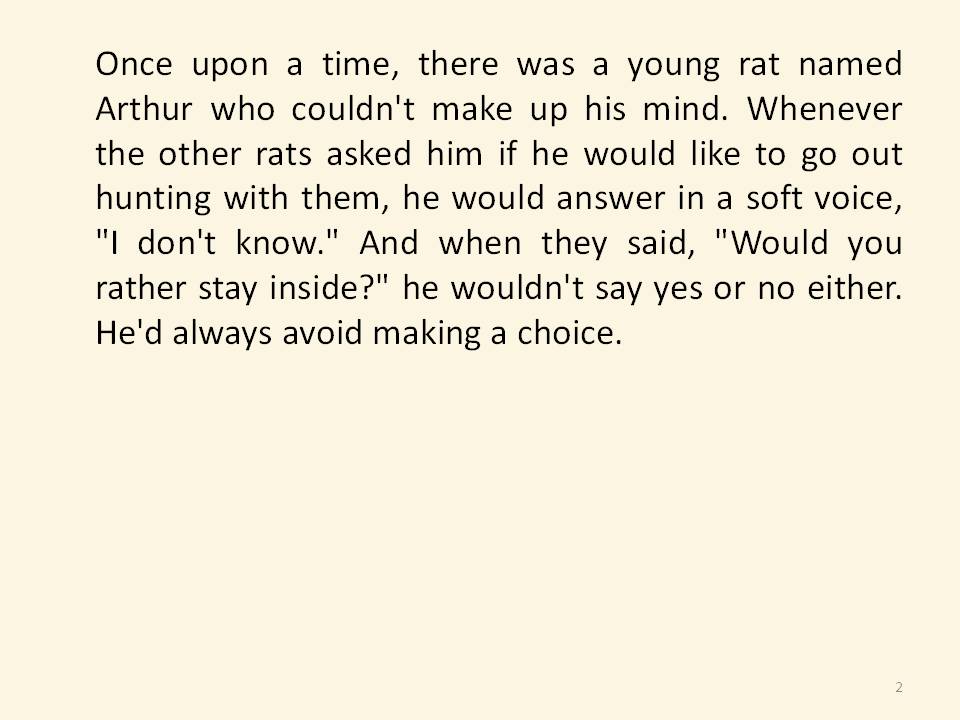 Once upon a time, there was a young rat named
Arthur who couldn't make up his mind. Whenever
the other rats asked him if he would like to go out
hunting with them, he would answer in a soft voice,
"I don't know." And when they said, "Would you
rather stay inside?" he wouldn't say yes or no either.
He'd always avoid making a choice.
2